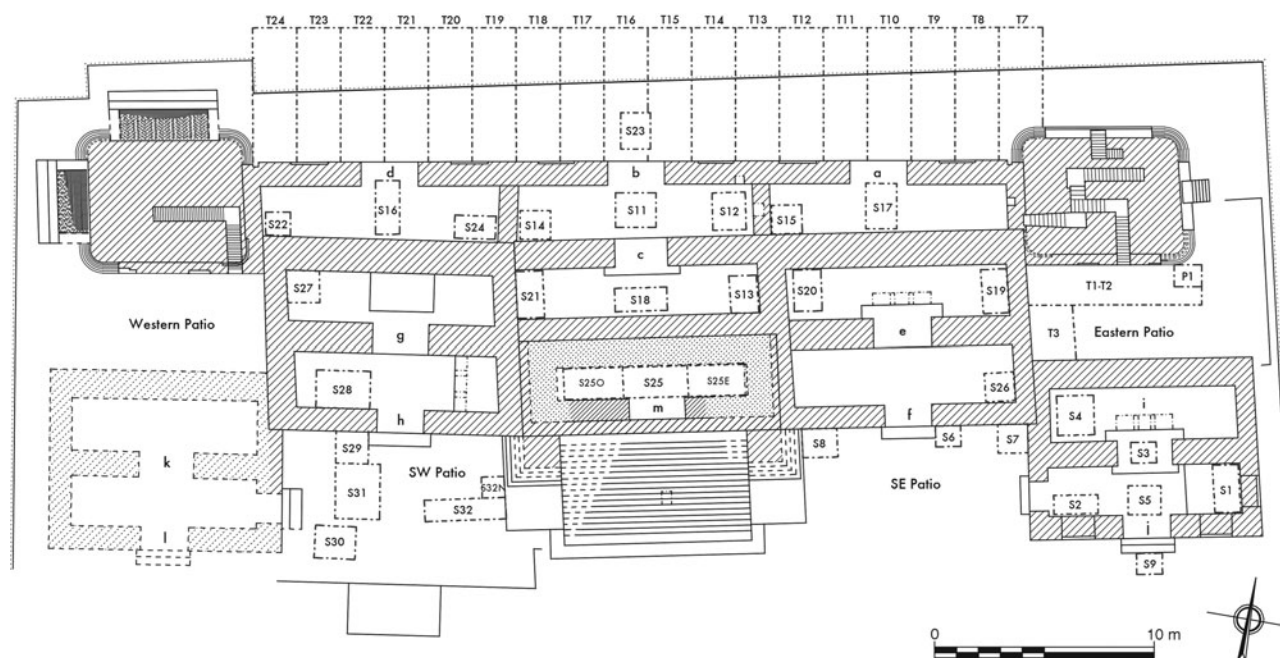 T24 T23 T22 T21 T20 T19 T18 T17 T16 T15 T14 T13 T12 T11 T10 T9 T8 T7
S23
d b a
S16 S11 S12 S17
S22 S24 S14 S15
c
S27 S21 S18 S13 S20 S19 P1
T1-T2
Western Patio g e T3 Eastern Patio
S28 S25O S25 S25E S26
h m f S4 i
S29 SW Patio S8 S6 S7 S3
k S31 S32N SE Patio S1
S32 S2 S5
l S30 j
S9
0 10 m